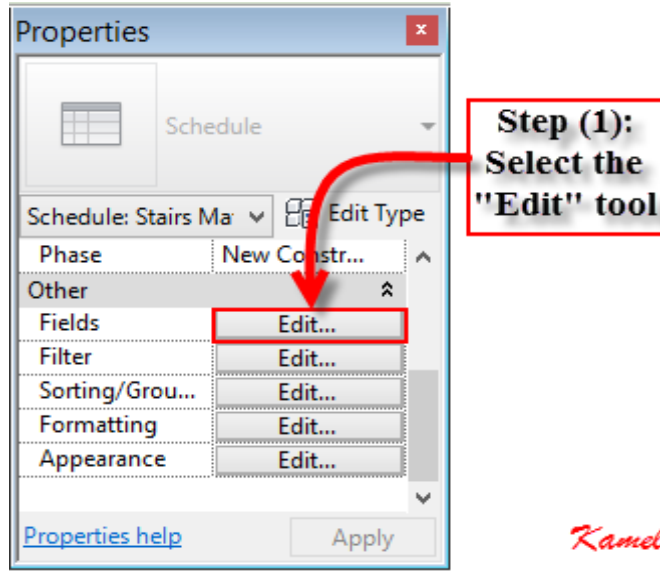 Properties
x
Schedule
Schedule: Stairs Ma
Edit Type
Phase New Constr...
Other
Fields Edit...
Filter Edit...
Sorting/Grou... Edit...
Formatting Edit...
Appearance Edit...
Properties help Apply
Step (1):
Select the
"Edit" tool
Kamel